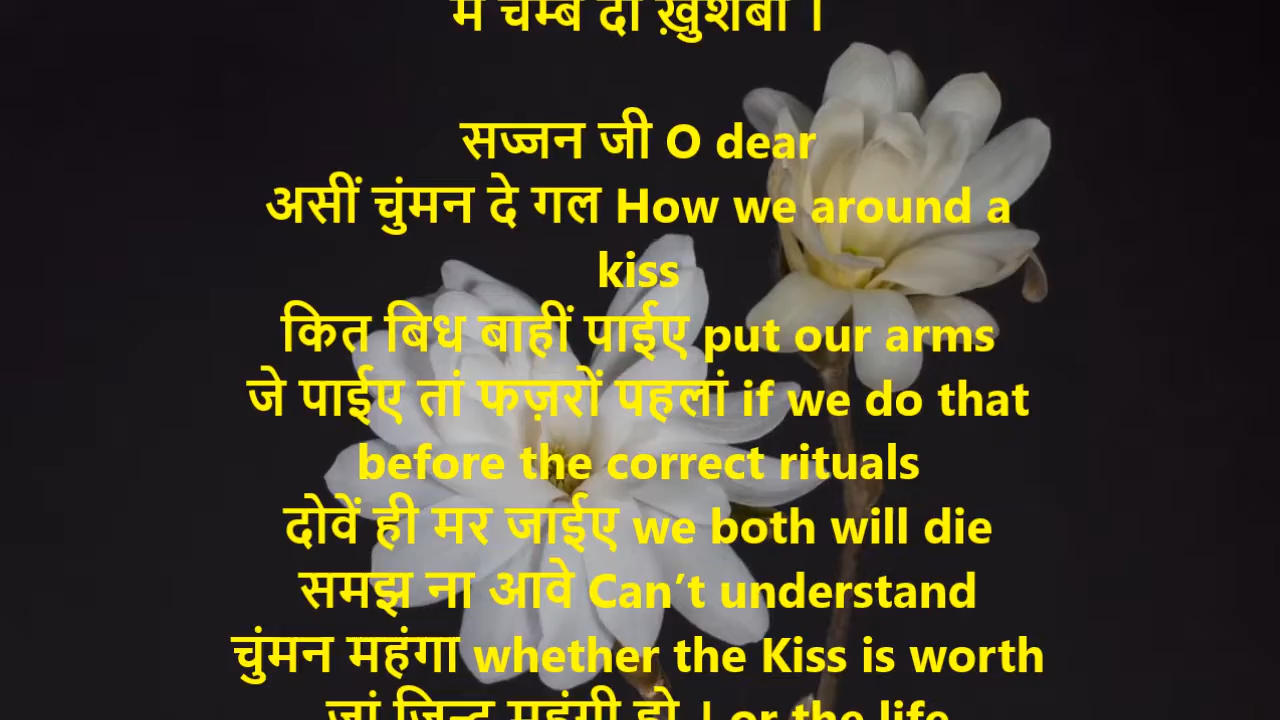 सज्जन जी O dear
असीं चुंमन दे गल How we around a
kiss
कित बिध बाहीं पाईए put our arms
जे पाईए तां फज़रों पहलां if we do that
before the correct rituals
दोवें ही मर जाईए we both will die
समझ ना आवे Can’t understand
चुंमन महंगा whether the Kiss is worth
जां जिन्द महंगी हो । or the life